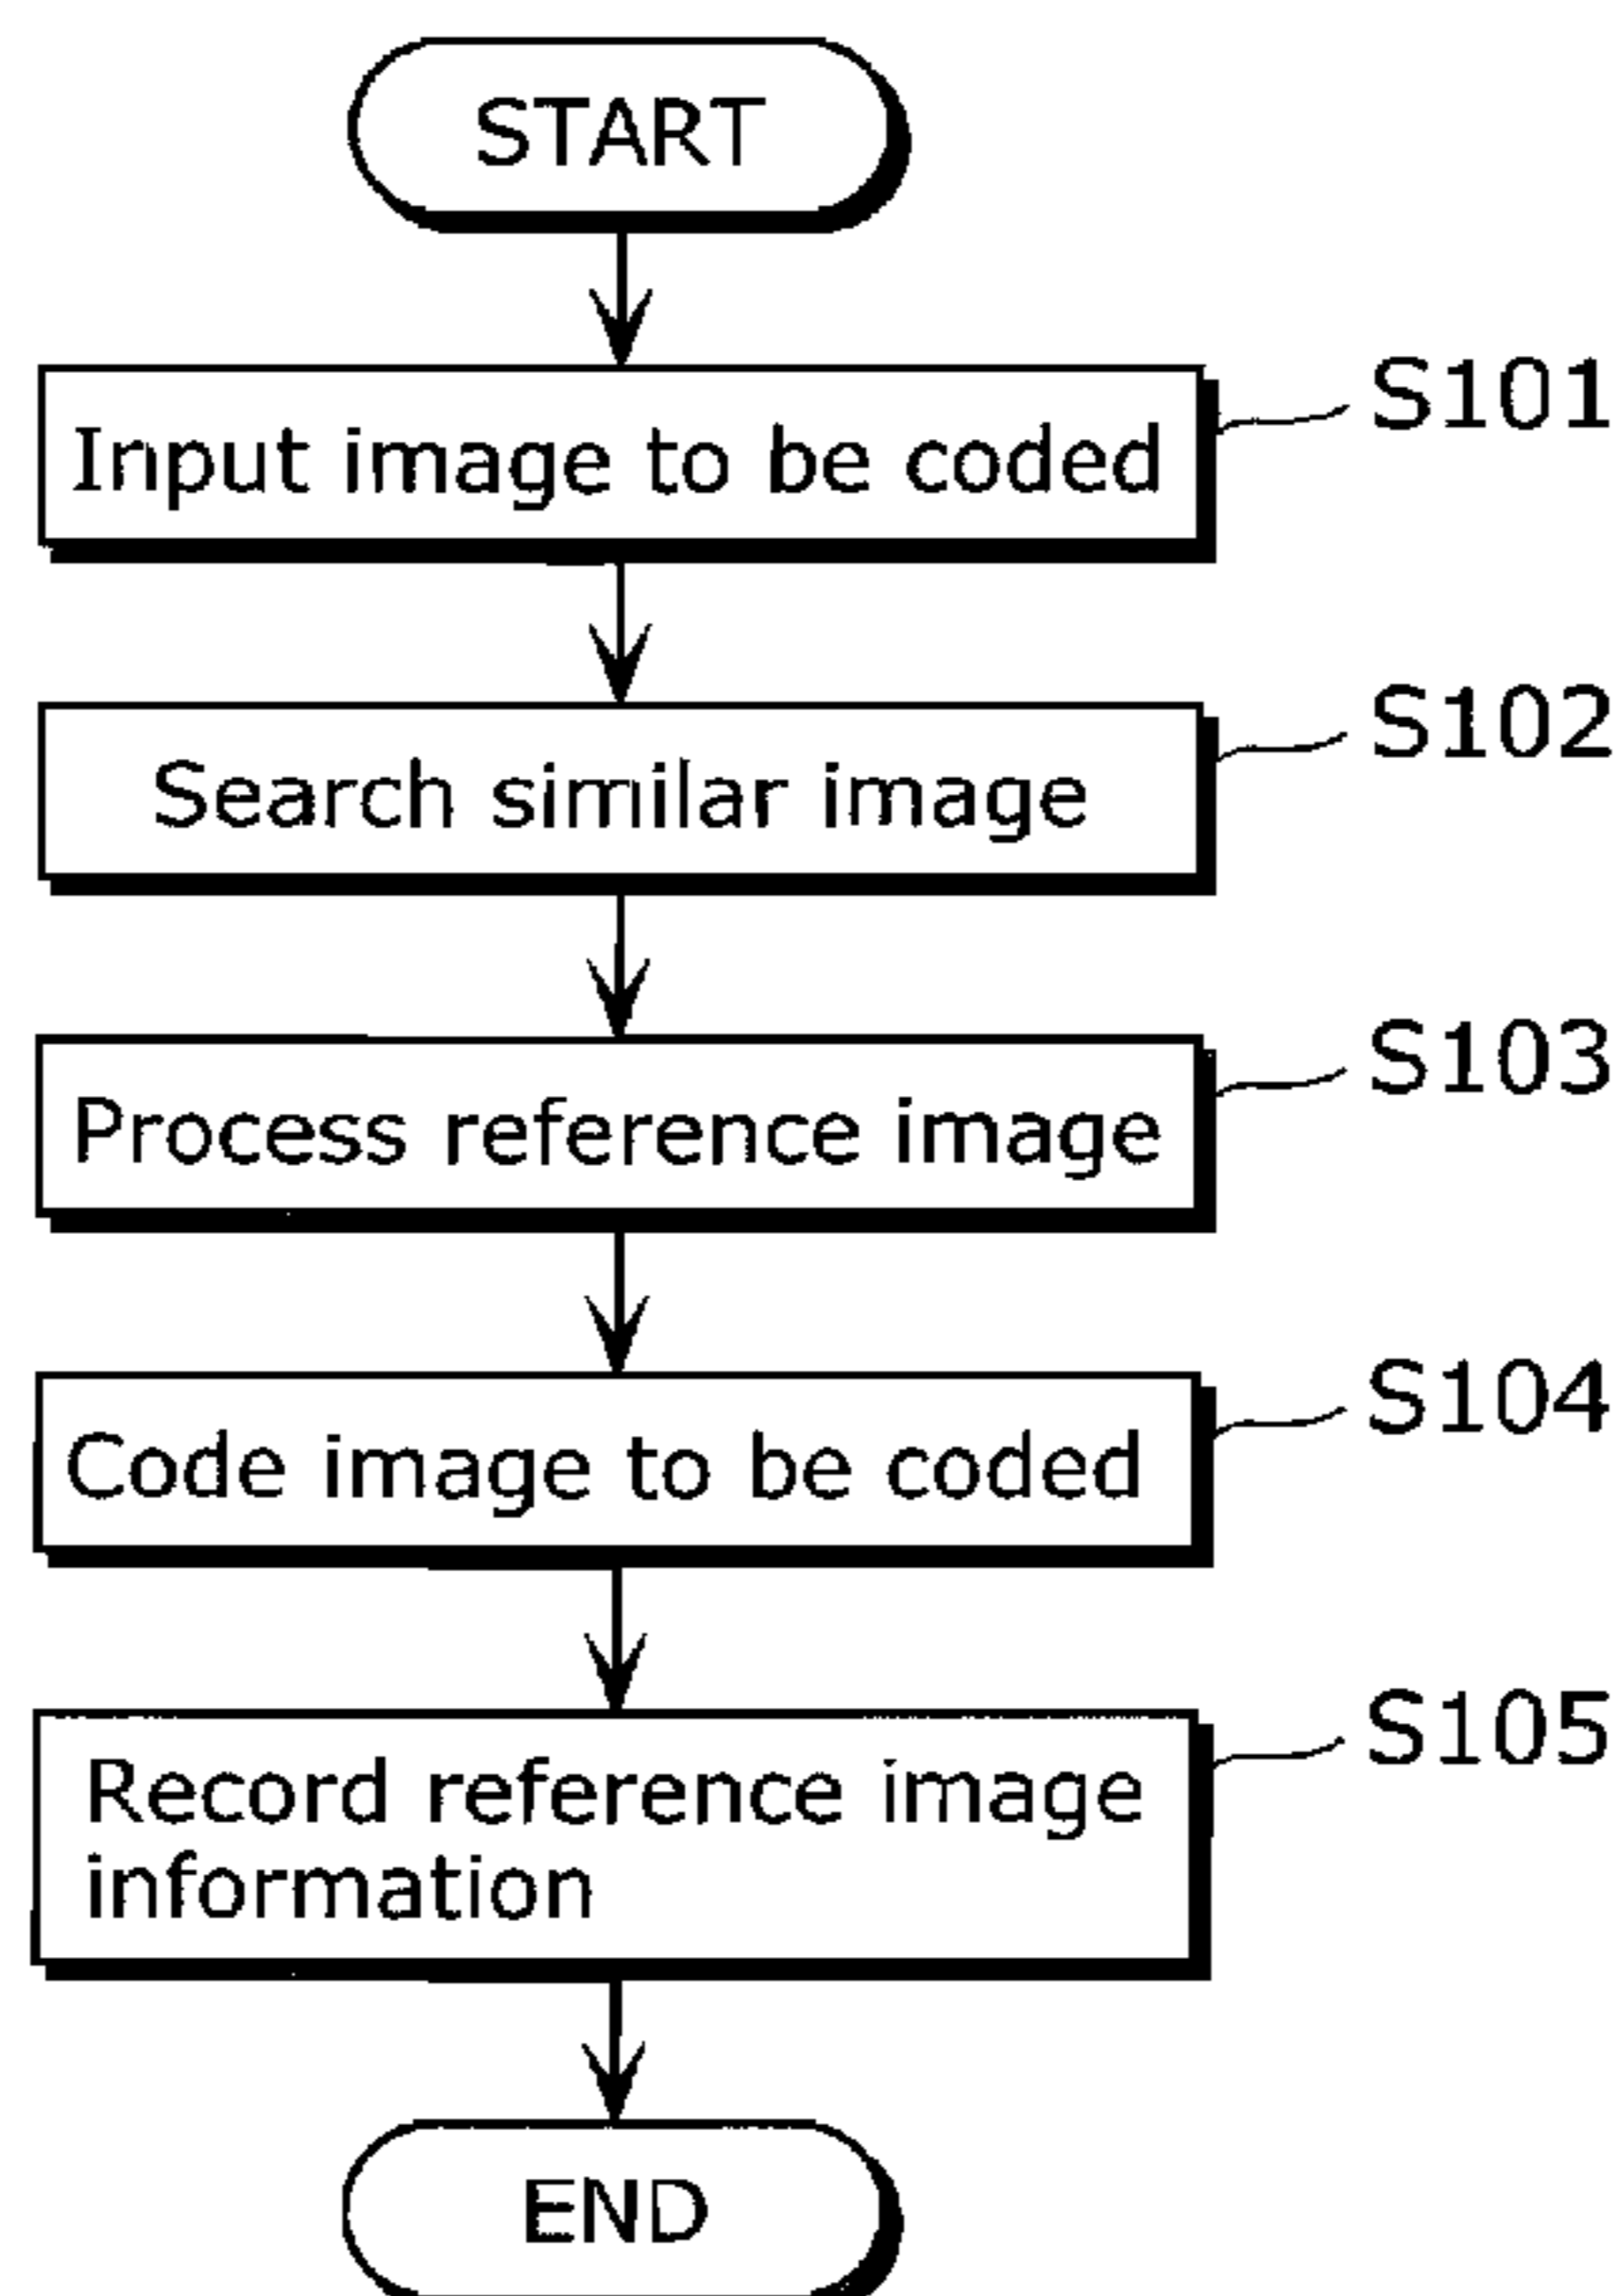 START
Input image to be coded
S101
Search similar image
S102
Process reference image
S103
Code image to be coded
S104
Record reference image
information
S105
END